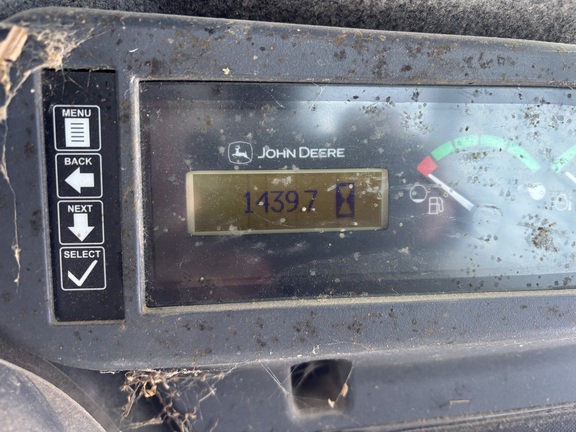 MENU
BACK
NEXT
SELECT
JOHN DEERE
1439.7